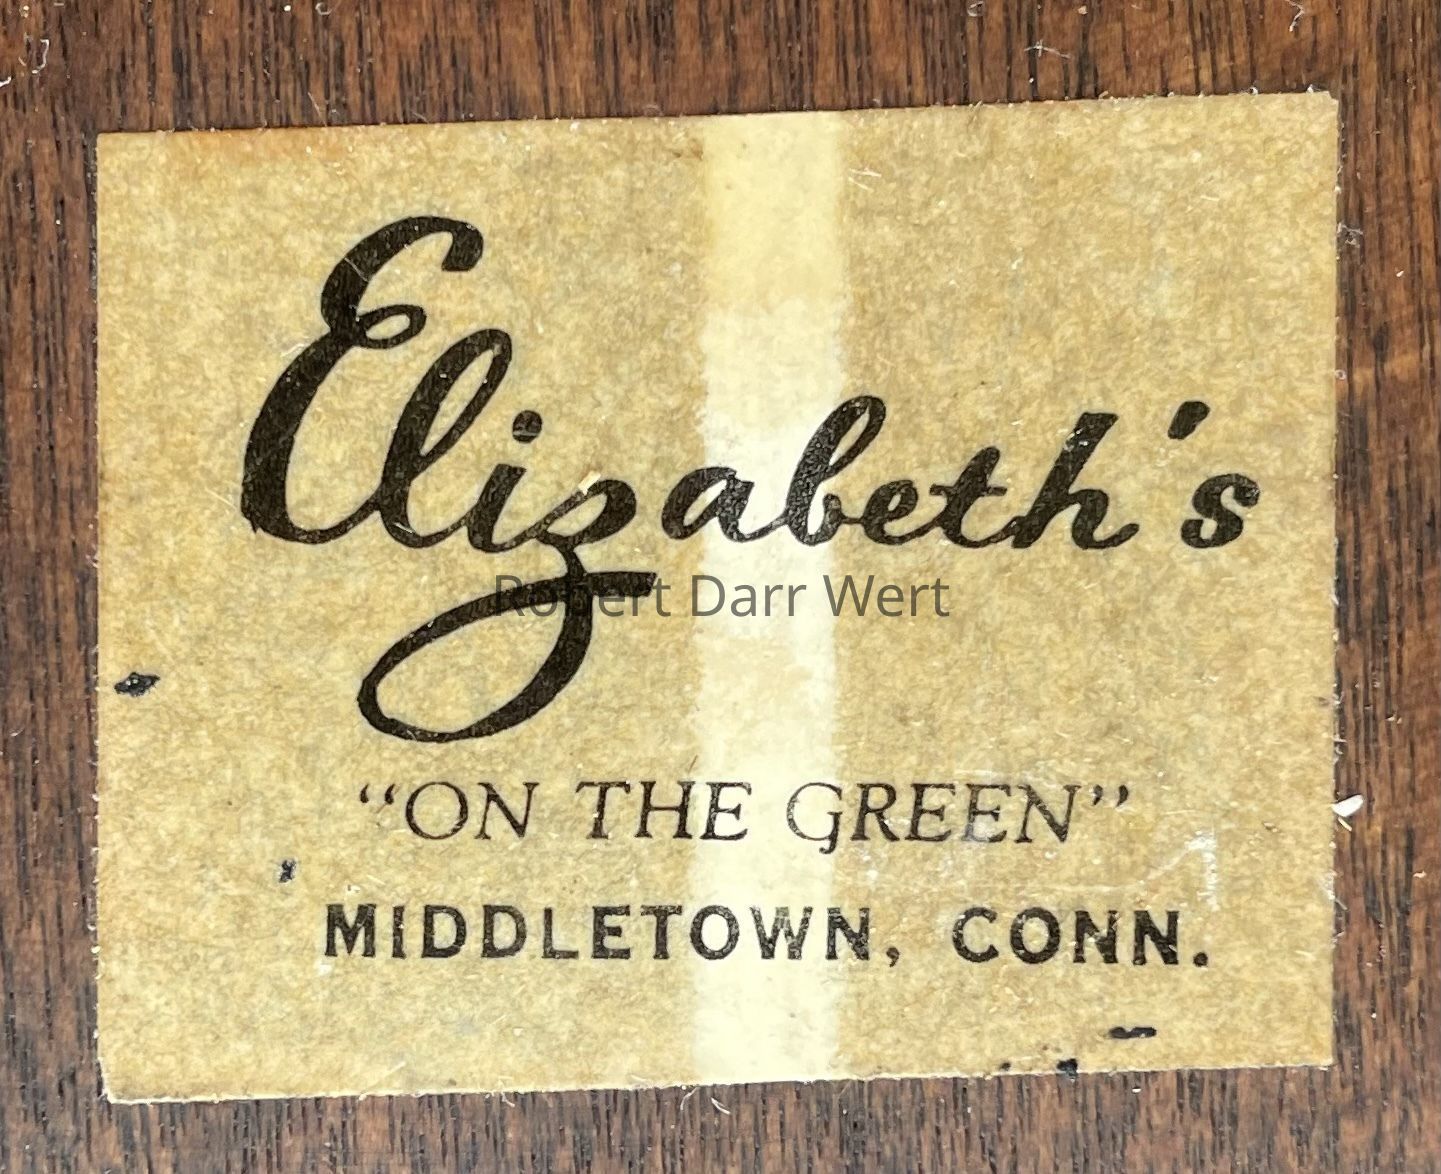 Elizabeth's
Robert Darr Wert
“ON THE GREEN”
MIDDLETOWN, CONN.